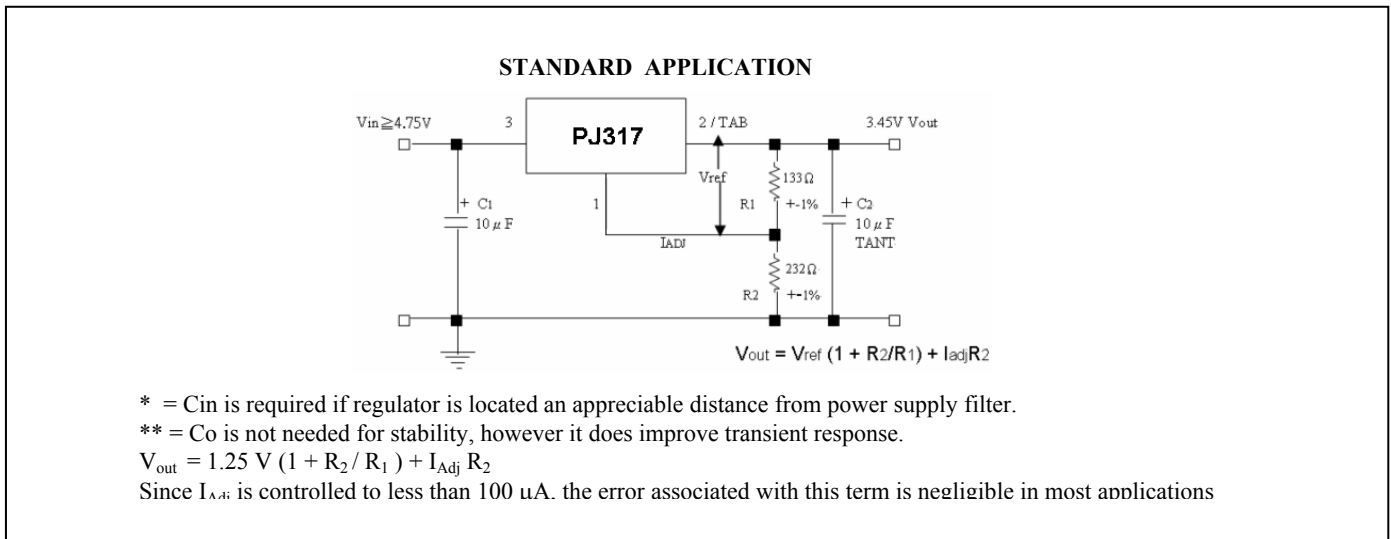 STANDARD APPLICATION
Vin≧4.75V
3
PJ317
2 / TAB
3.45V Vout
Vref
133Ω
R1
+-1%
+ C1
10 μ F
1
IADJ
+ C2
10 μ F
TANT
232Ω
R2
+-1%
Vout = Vref (1 + R2/R1) + IadjR2
* = Cin is required if regulator is located an appreciable distance from power supply filter.
** = Co is not needed for stability, however it does improve transient response.
Vout = 1.25 V (1 + R2 / R1 ) + IAdj R2
Since IAdj is controlled to less than 100 μA, the error associated with this term is negligible in most applications